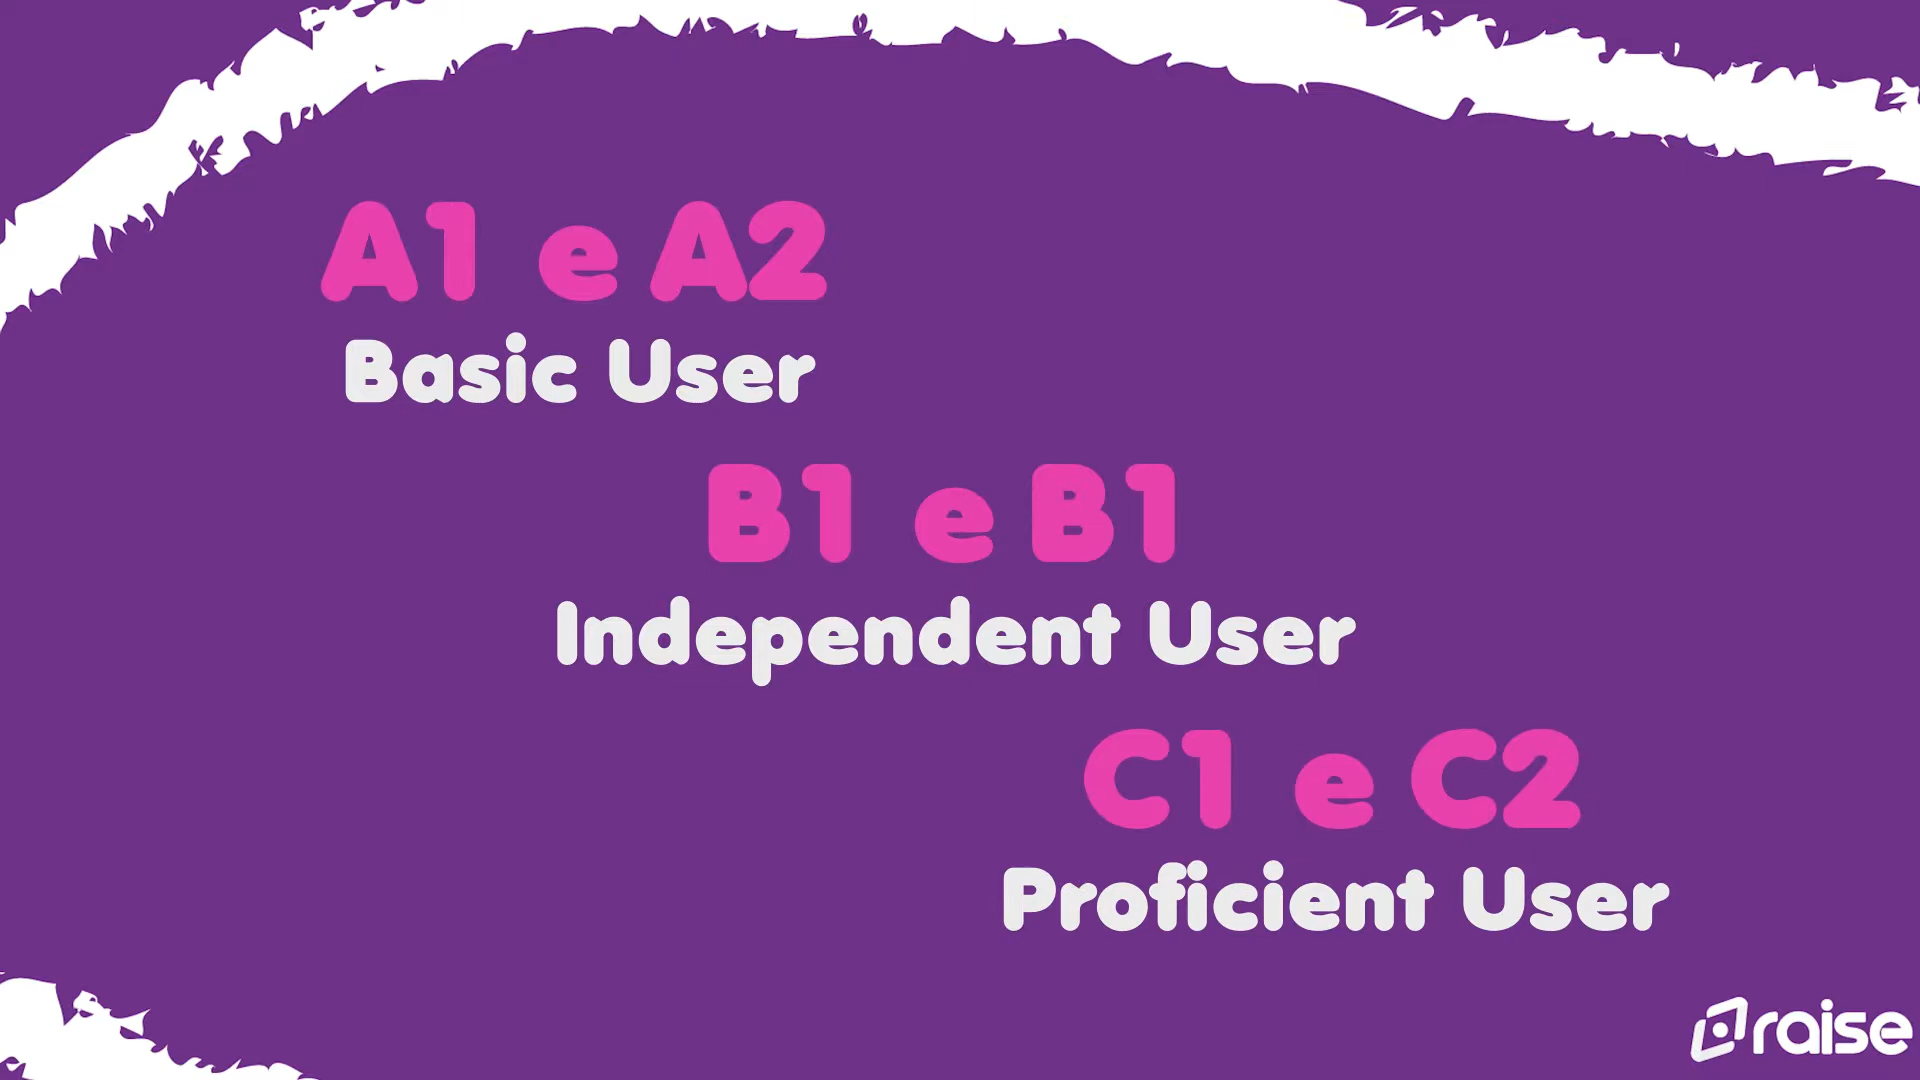 A1 e A2
Basic User
B1 e B1
Independent User
C1 e C2
Proficient User
raise